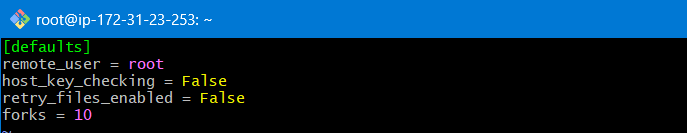 root@ip-172-31-23-253: ~
[defaults]
remote_user = root
host_key_checking = False
retry_files_enabled = False
forks = 10
~